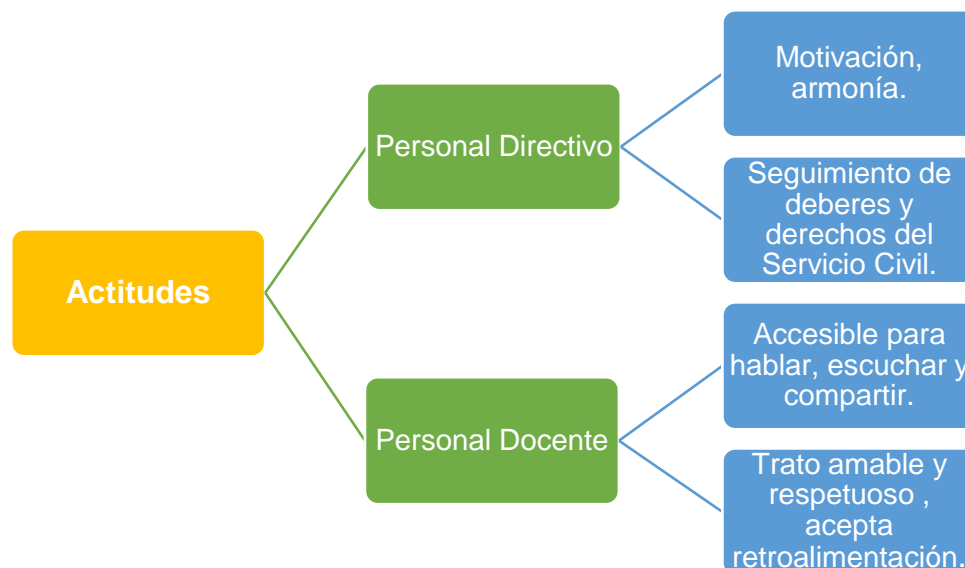 Actitudes
Personal Directivo
Motivación,
armonía.
Seguimiento de
deberes y
derechos del
Servicio Civil.
Personal Docente
Accesible para
hablar, escuchar y
compartir.
Trato amable y
respetuoso ,
acepta
retroalimentación.